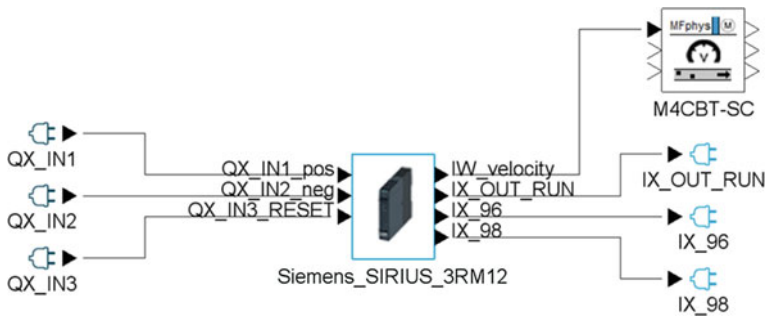 MFphys M
V
M4CBT-SC
QX_IN1
QX_IN2
QX_IN3
QX_IN1_pos
QX_IN2_neg
QX_IN3_RESET
IW_velocity
IX_OUT_RUN
IX_96
IX_98
Siemens_SIRIUS_3RM12
IX_OUT_RUN
IX_96
IX_98